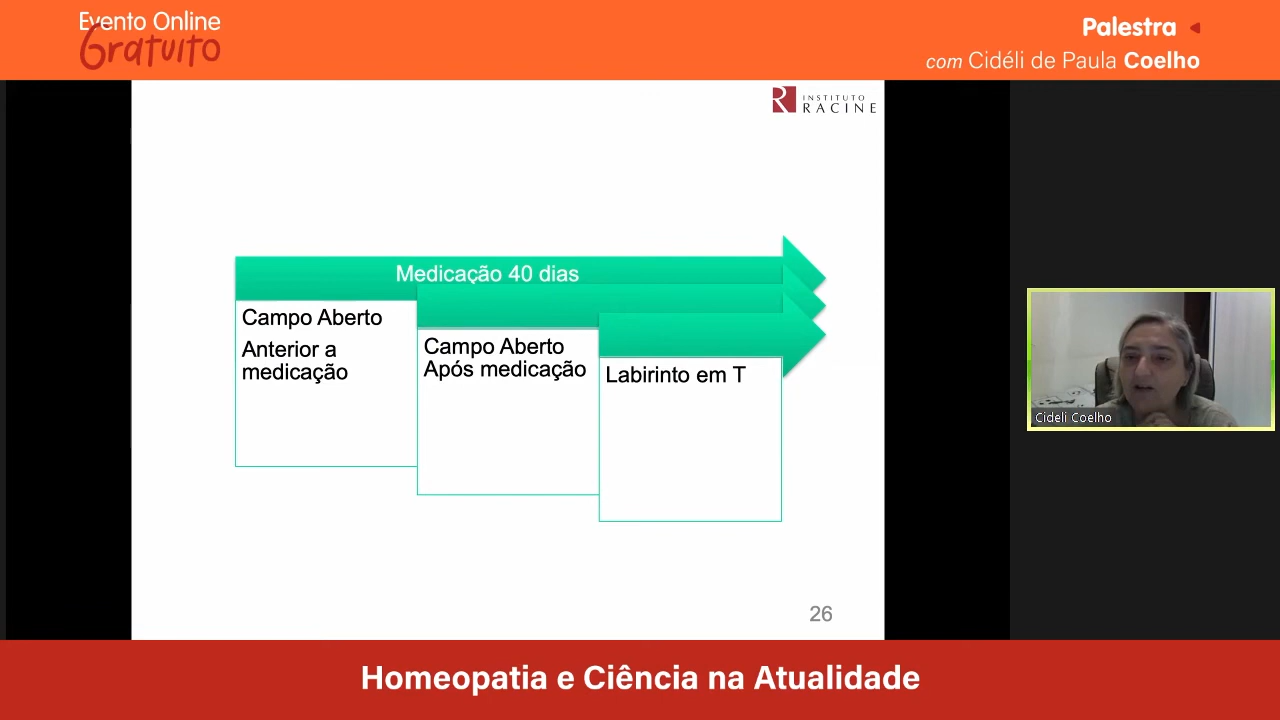 Evento Online
Gratuito
Palestra
com Cidéli de Paula Coelho
INSTITUTO
RACINE
Medicação 40 dias
Campo Aberto
Anterior a
medicação
Campo Aberto
Após medicação
Labirinto em T
Cideli Coelho
26
Homeopatia e Ciência na Atualidade